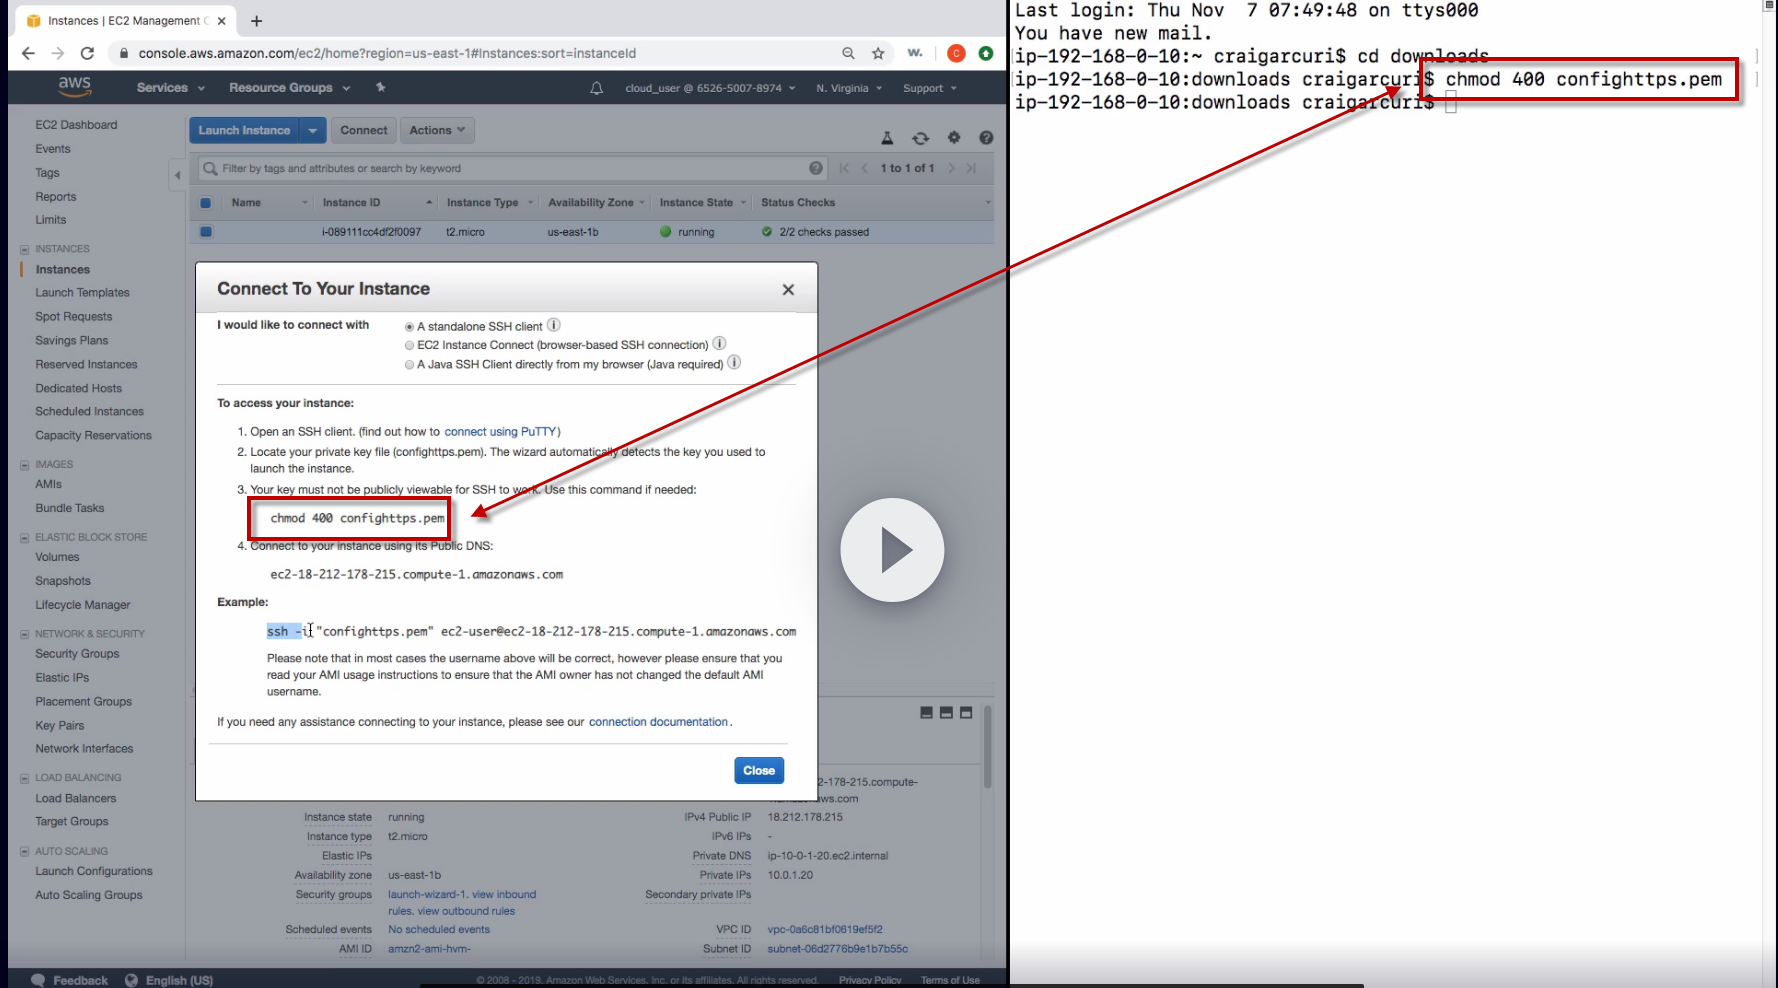 Instances | EC2 Management C
console.aws.amazon.com/ec2/home?region=us-east-1#Instances:sort=instanceId
w.
C
aws
Services
Resource Groups
cloud_user @ 6526-5007-8974
N. Virginia
Support
EC2 Dashboard
Events
Tags
Reports
Limits
INSTANCES
Instances
Launch Templates
Spot Requests
Savings Plans
Reserved Instances
Dedicated Hosts
Scheduled Instances
Capacity Reservations
IMAGES
AMIs
Bundle Tasks
ELASTIC BLOCK STORE
Volumes
Snapshots
Lifecycle Manager
NETWORK & SECURITY
Security Groups
Elastic IPs
Placement Groups
Key Pairs
Network Interfaces
LOAD BALANCING
Load Balancers
Target Groups
AUTO SCALING
Launch Configurations
Auto Scaling Groups
Launch Instance
Connect
Actions
Filter by tags and attributes or search by keyword
1 to 1 of 1
Name Instance ID Instance Type Availability Zone Instance State Status Checks
i-089111cc4df2f0097 t2.micro us-east-1b running 2/2 checks passed
Connect To Your Instance
I would like to connect with
A standalone SSH client
EC2 Instance Connect (browser-based SSH connection)
A Java SSH Client directly from my browser (Java required)
To access your instance:
1. Open an SSH client. (find out how to connect using PuTTY)
2. Locate your private key file (confighttps.pem). The wizard automatically detects the key you used to
launch the instance.
3. Your key must not be publicly viewable for SSH to work. Use this command if needed:
chmod 400 confighttps.pem
4. Connect to your instance using its Public DNS:
ec2-18-212-178-215.compute-1.amazonaws.com
Example:
ssh -i "confighttps.pem" ec2-user@ec2-18-212-178-215.compute-1.amazonaws.com
Please note that in most cases the username above will be correct, however please ensure that you
read your AMI usage instructions to ensure that the AMI owner has not changed the default AMI
username.
If you need any assistance connecting to your instance, please see our connection documentation.
Close
2-178-215.compute-
aws.com
Instance state running
IPv4 Public IP 18.212.178.215
Instance type t2.micro
IPv6 IPs -
Elastic IPs
Private DNS ip-10-0-1-20.ec2.internal
Availability zone us-east-1b
Private IPs 10.0.1.20
Security groups launch-wizard-1. view inbound
rules. view outbound rules
Secondary private IPs
Scheduled events No scheduled events
VPC ID vpc-0a6c81bf0619ef5f2
AMI ID amzn2-ami-hvm-
Subnet ID subnet-06d2776b9e1b7b55c
Feedback
English (US)
© 2008 - 2019, Amazon Web Services, Inc. or its affiliates. All rights reserved.
Privacy Policy
Terms of Use
Last login: Thu Nov  7 07:49:48 on ttys000
You have new mail.
ip-192-168-0-10:~ craigarcuri$ cd downloads
ip-192-168-0-10:downloads craigarcuri$ chmod 400 confighttps.pem
ip-192-168-0-10:downloads craigarcuri$